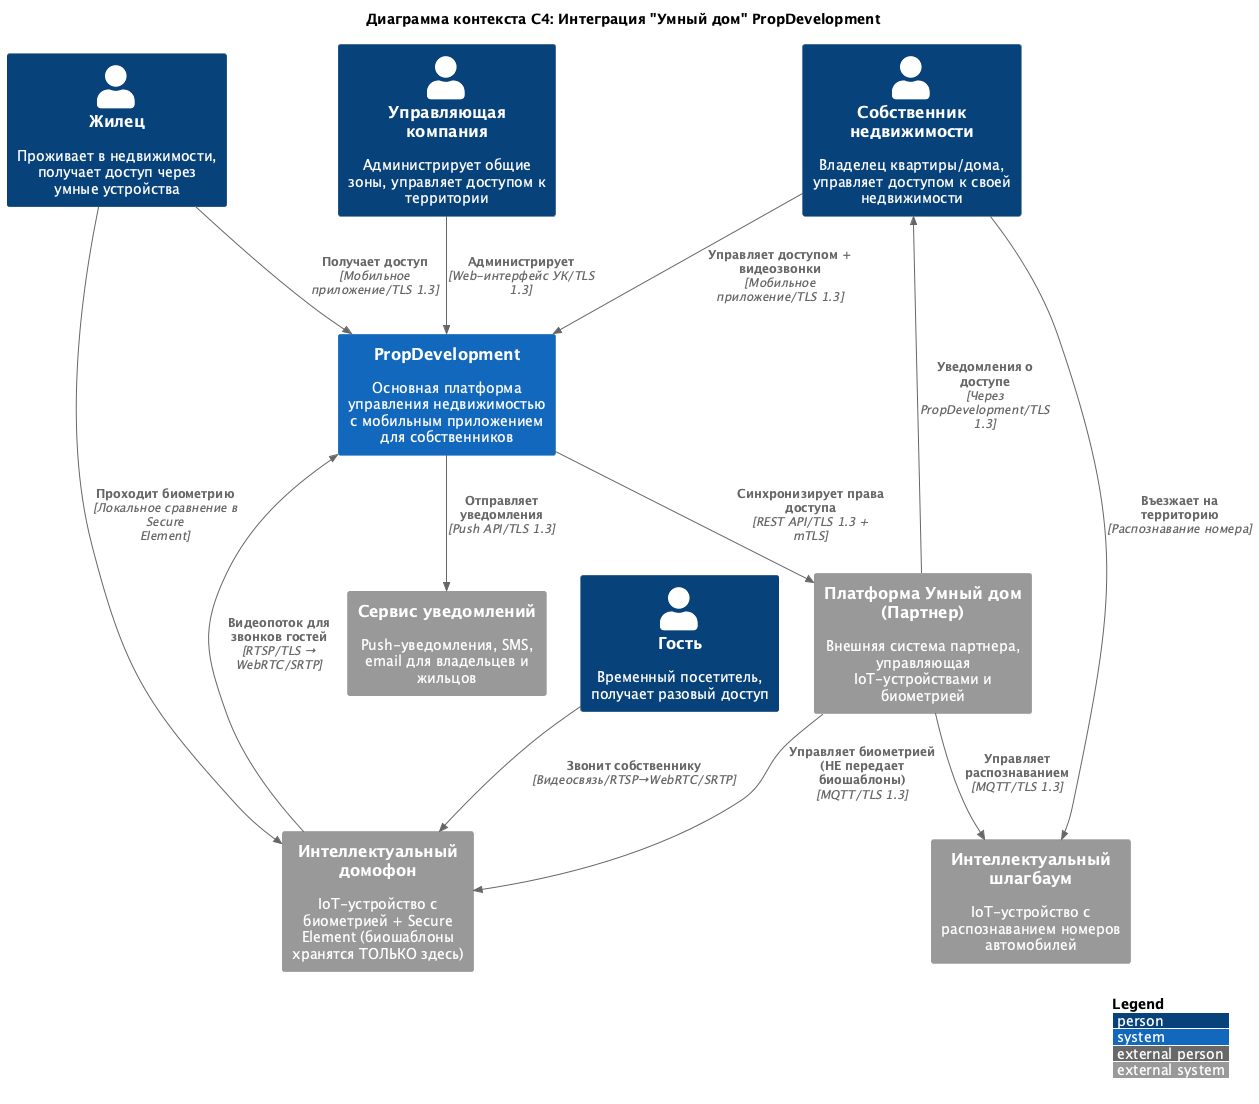 Диаграмма контекста C4: Интеграция "Умный дом" PropDevelopment
Жилец
Проживает в недвижимости,
получает доступ через
умные устройства
Управляющая
компания
Администрирует общие
зоны, управляет доступом к
территории
Собственник
недвижимости
Владелец квартиры/дома,
управляет доступом к своей
недвижимости
Получает доступ
[Мобильное
приложение/TLS 1.3]
Администрирует
[Web-интерфейс УК/TLS
1.3]
Управляет доступом +
видеозвонки
[Мобильное
приложение/TLS 1.3]
PropDevelopment
Основная платформа
управления недвижимостью
с мобильным приложением
для собственников
Уведомления о
доступе
[Через
PropDevelopment/TLS
1.3]
Проходит биометрию
[Локальное сравнение в
Secure
Element]
Отправляет
уведомления
[Push API/TLS 1.3]
Синхронизирует права
доступа
[REST API/TLS 1.3 +
mTLS]
Въезжает на
территорию
[Распознавание номера]
Видеопоток для
звонков гостей
[RTSP/TLS →
WebRTC/SRTP]
Сервис уведомлений
Push-уведомления, SMS,
email для владельцев и
жильцов
Гость
Временный посетитель,
получает разовый доступ
Платформа Умный дом
(Партнер)
Внешняя система партнера,
управляющая
IoT-устройствами и
биометрией
Звонит собственнику
[Видеосвязь/RTSP→WebRTC/SRTP]
Управляет биометрией
(НЕ передает
биошаблоны)
[MQTT/TLS 1.3]
Управляет
распознаванием
[MQTT/TLS 1.3]
Интеллектуальный
домофон
IoT-устройство с
биометрией + Secure
Element (биошаблоны
хранятся ТОЛЬКО здесь)
Интеллектуальный
шлагбаум
IoT-устройство с
распознаванием номеров
автомобилей
Legend
person
system
external person
external system